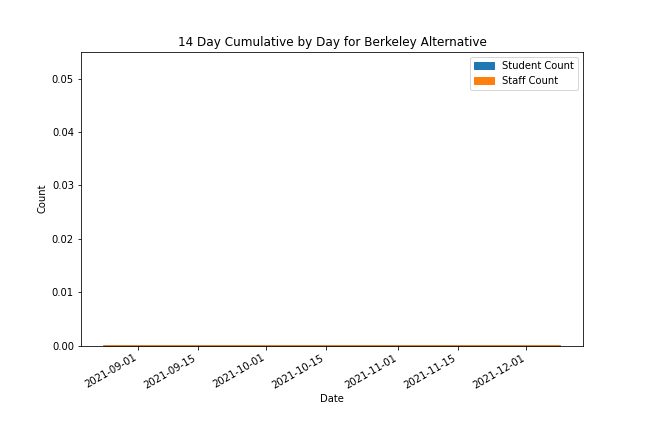 14 Day Cumulative by Day for Berkeley Alternative
Student Count
Staff Count
0.05
0.04
0.03
0.02
0.01
0.00
Count
2021-09-01
2021-09-15
2021-10-01
2021-10-15
2021-11-01
2021-11-15
2021-12-01
Date